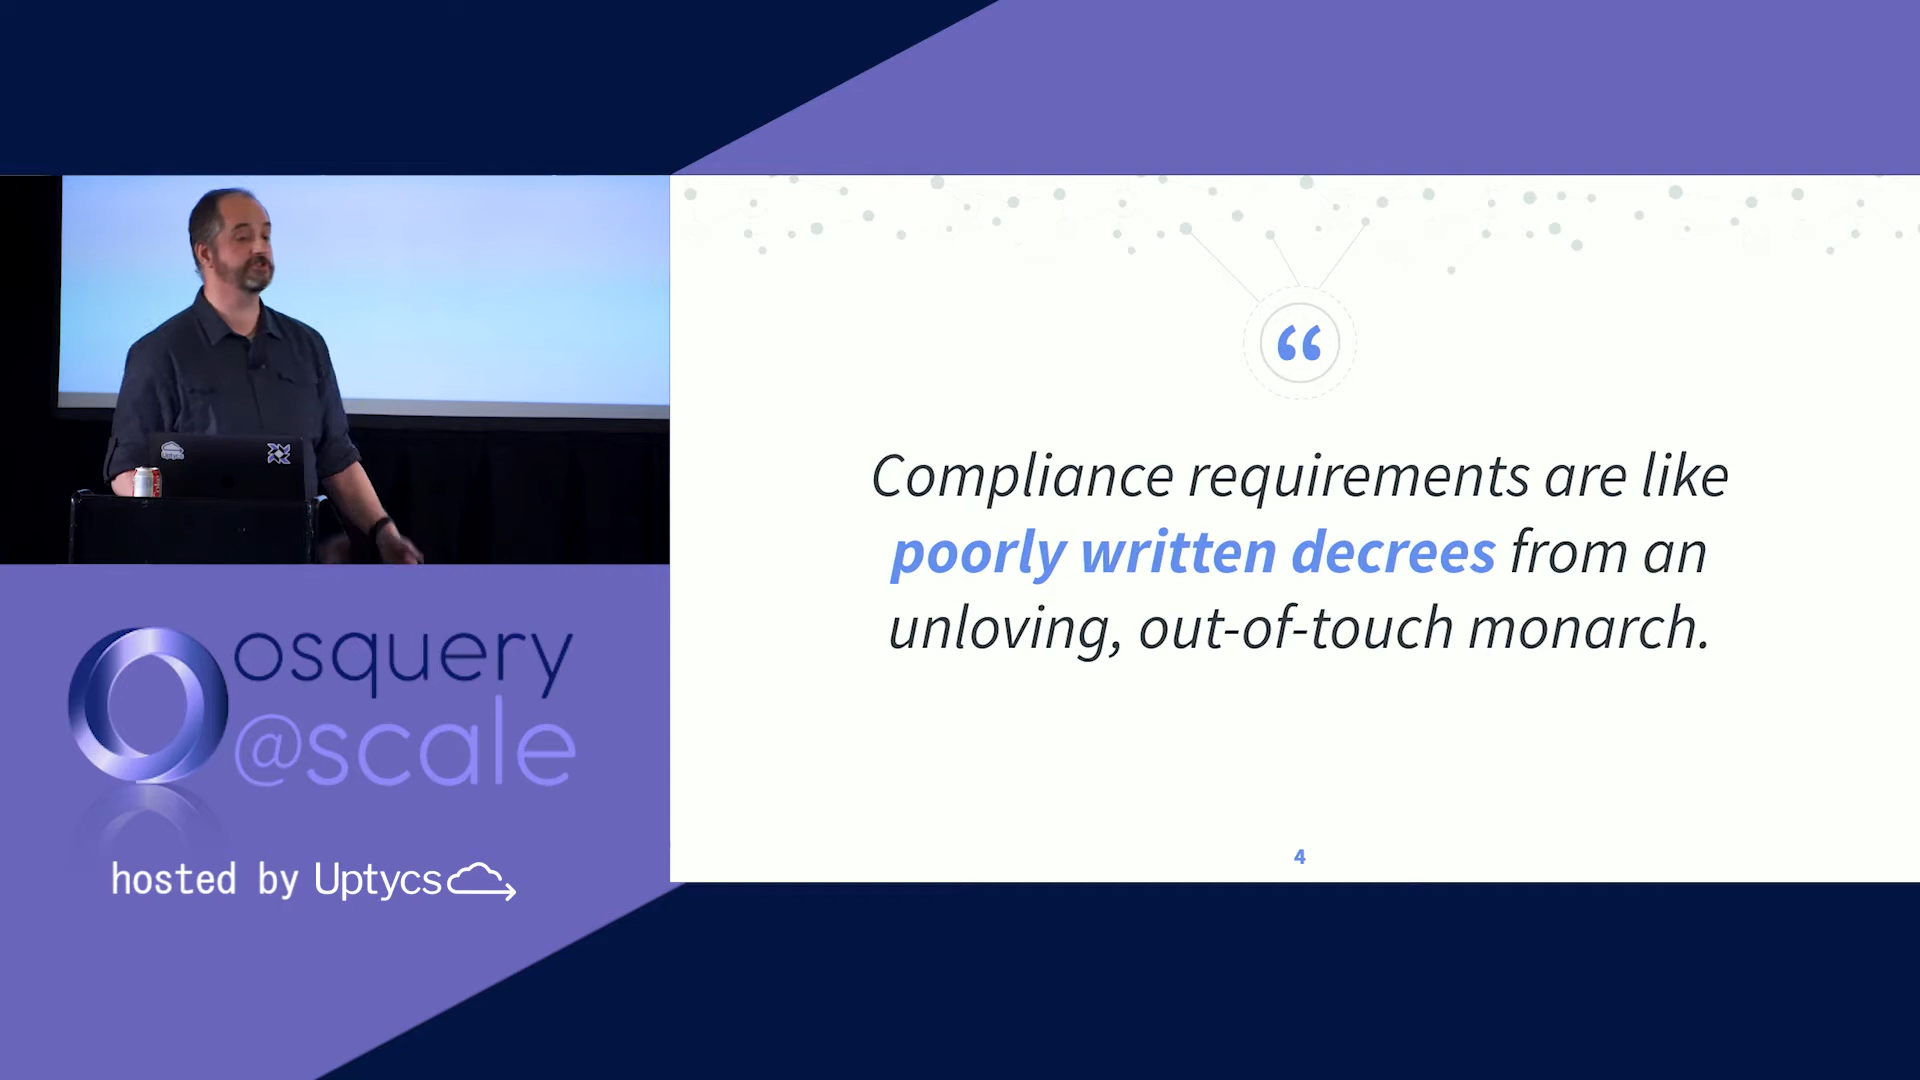 “
Compliance requirements are like
poorly written decrees from an
unloving, out-of-touch monarch.
4
osquery
@scale
hosted by Uptycs
Uptycs